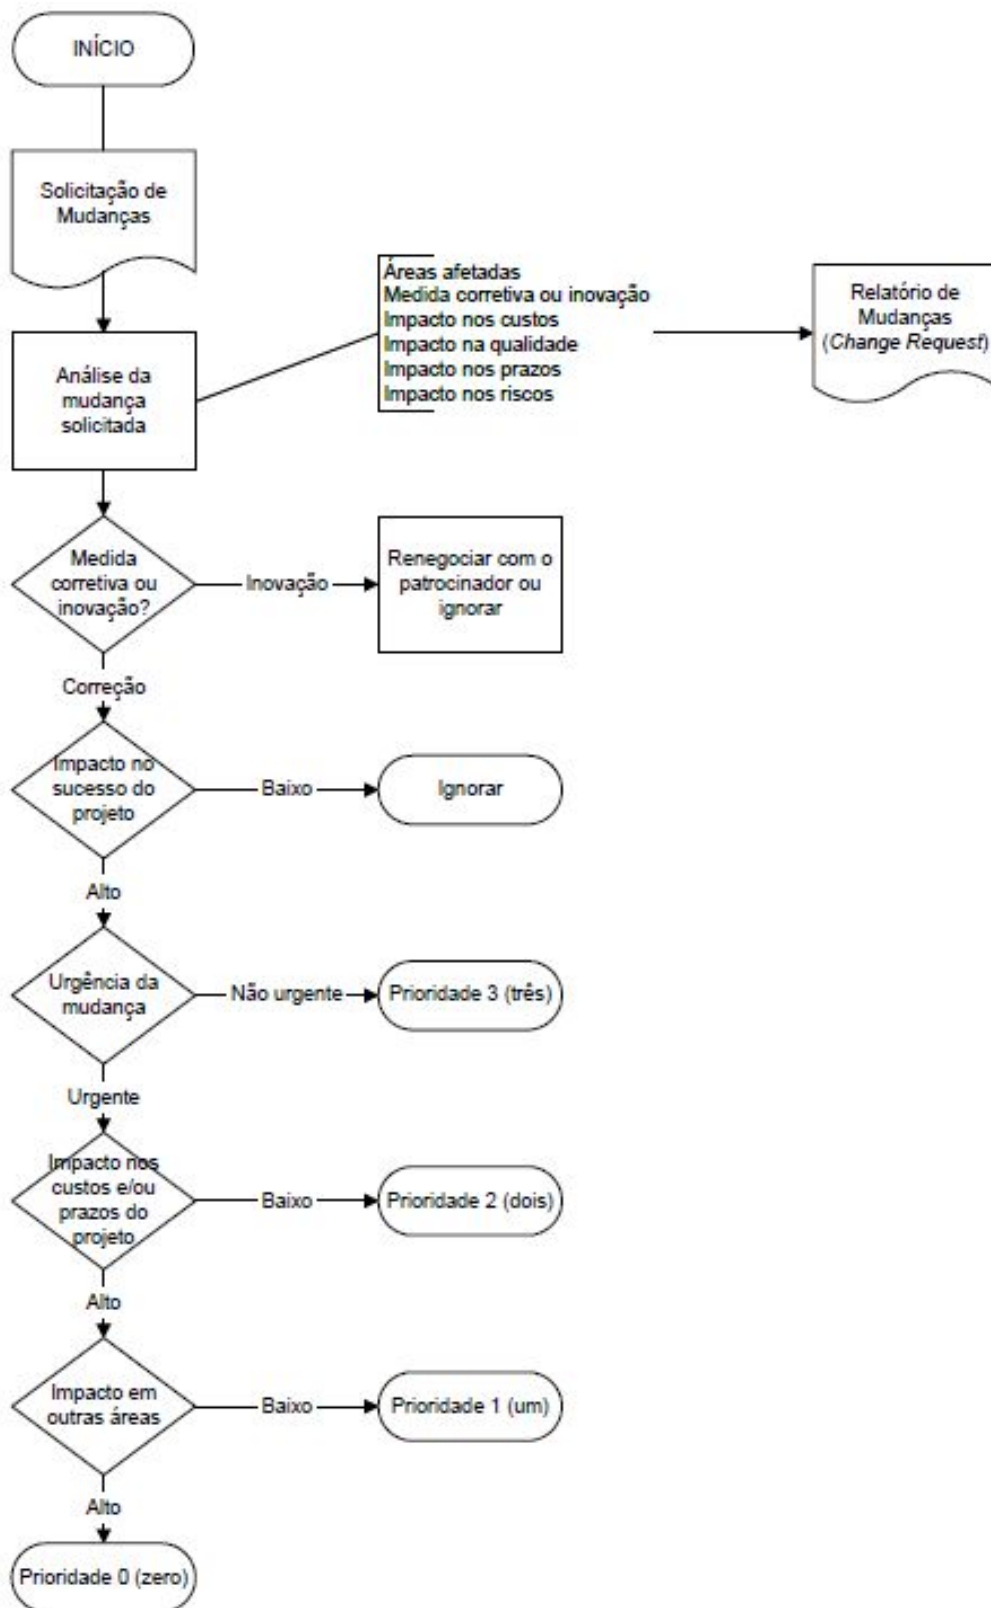 INÍCIO
Solicitação de
Mudanças
Áreas afetadas
Medida corretiva ou inovação
Impacto nos custos
Impacto na qualidade
Impacto nos prazos
Impacto nos riscos
Relatório de
Mudanças
(Change Request)
Análise da
mudança
solicitada
Medida
corretiva ou
inovação?
Inovação
Renegociar com o
patrocinador ou
ignorar
Correção
Impacto no
sucesso do
projeto
Baixo
Ignorar
Alto
Urgência da
mudança
Não urgente
Prioridade 3 (três)
Urgente
Impacto nos
custos e/ou
prazos do
projeto
Baixo
Prioridade 2 (dois)
Alto
Impacto em
outras áreas
Baixo
Prioridade 1 (um)
Alto
Prioridade 0 (zero)